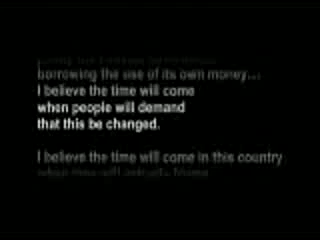 borrowing the use of its own money...
I believe the time will come
when people will demand
that this be changed.
I believe the time will come in this country